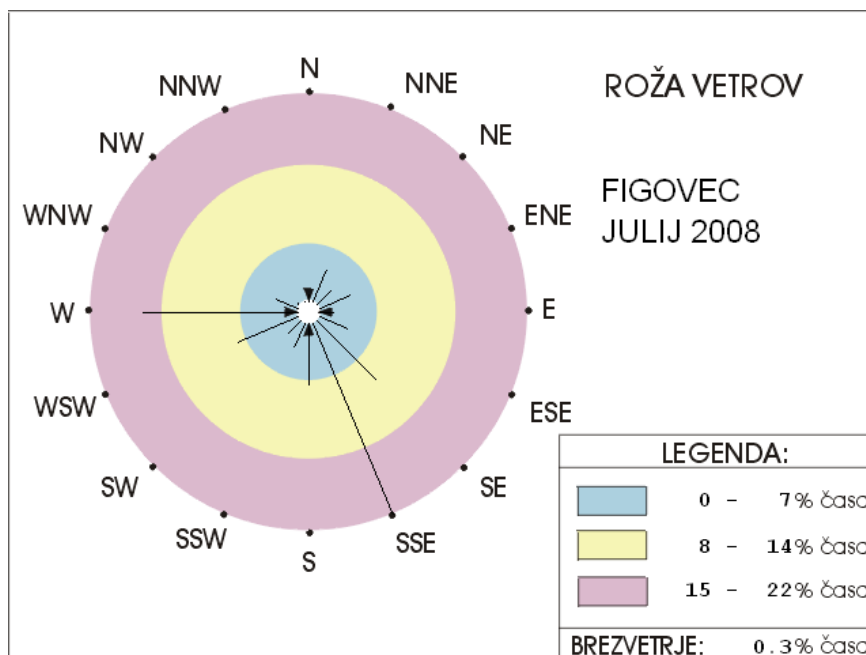 ROŽA VETROV
FIGOVEC
JULIJ 2008
N
NNE
NE
ENE
E
ESE
SE
SSE
S
SSW
SW
WSW
W
WNW
NW
NNW
LEGENDA:
0 - 7% časa
8 - 14% časa
15 - 22% časa
BREZVETRJE: 0.3% časa